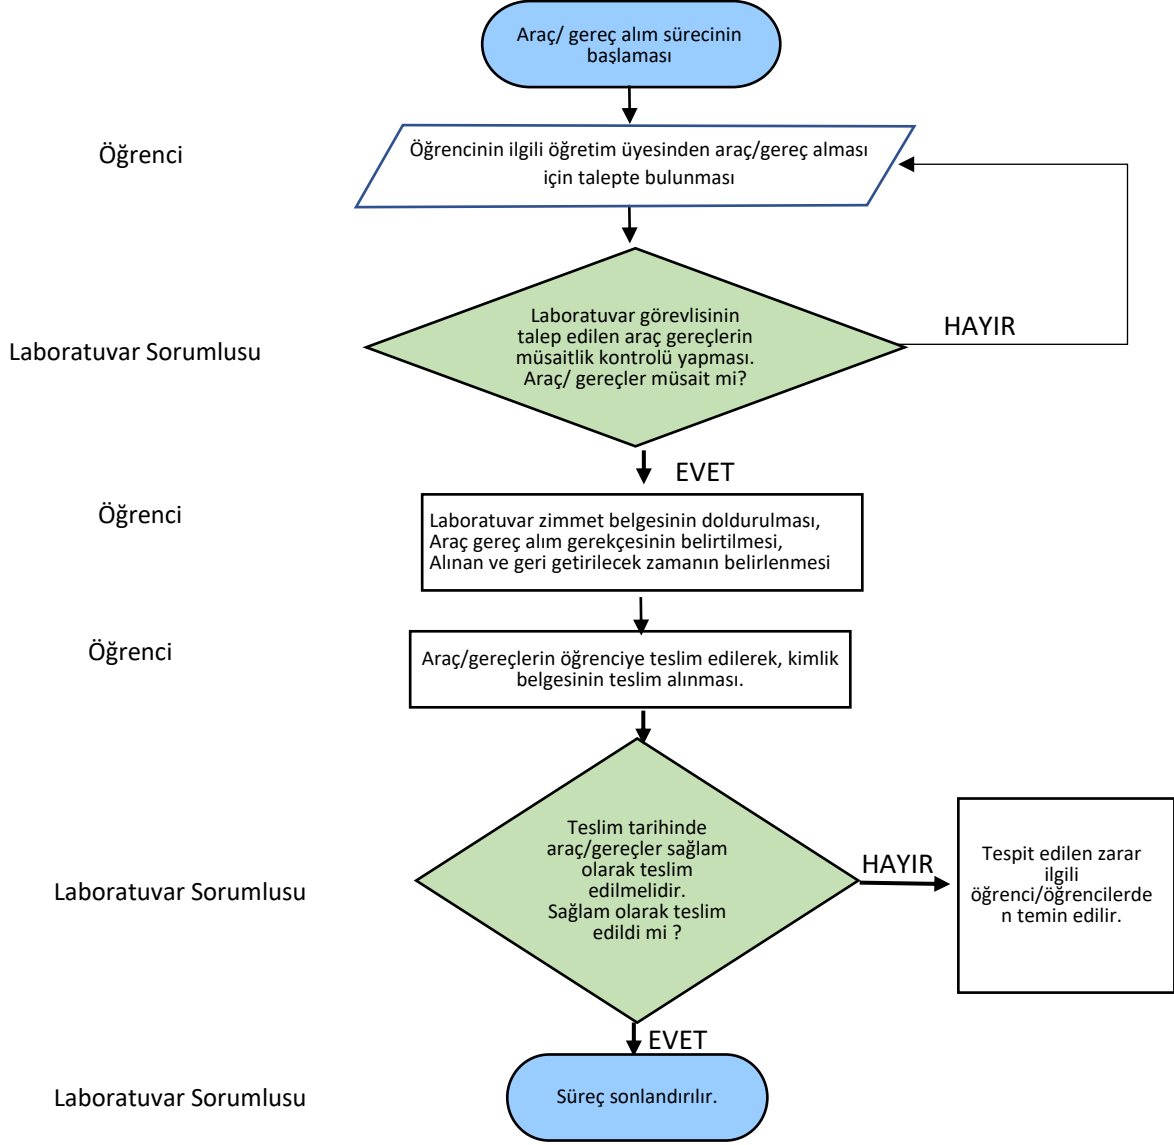 Araç/ gereç alım sürecinin
başlaması
Öğrenci
Öğrencinin ilgili öğretim üyesinden araç/gereç alması
için talepte bulunması
Laboratuvar Sorumlusu
Laboratuvar görevlisinin
talep edilen araç gereçlerin
müsaitlik kontrolü yapması.
Araç/ gereçler müsait mi?
HAYIR
EVET
Öğrenci
Laboratuvar zimmet belgesinin doldurulması,
Araç gereç alım gerekçesinin belirtilmesi,
Alınan ve geri getirilecek zamanın belirlenmesi
Öğrenci
Araç/gereçlerin öğrenciye teslim edilerek, kimlik
belgesinin teslim alınması.
Laboratuvar Sorumlusu
Teslim tarihinde
araç/gereçler sağlam
olarak teslim
edilmelidir.
Sağlam olarak teslim
edildi mi ?
HAYIR
Tespit edilen zarar
ilgili
öğrenci/öğrencilerde
n temin edilir.
EVET
Laboratuvar Sorumlusu
Süreç sonlandırılır.